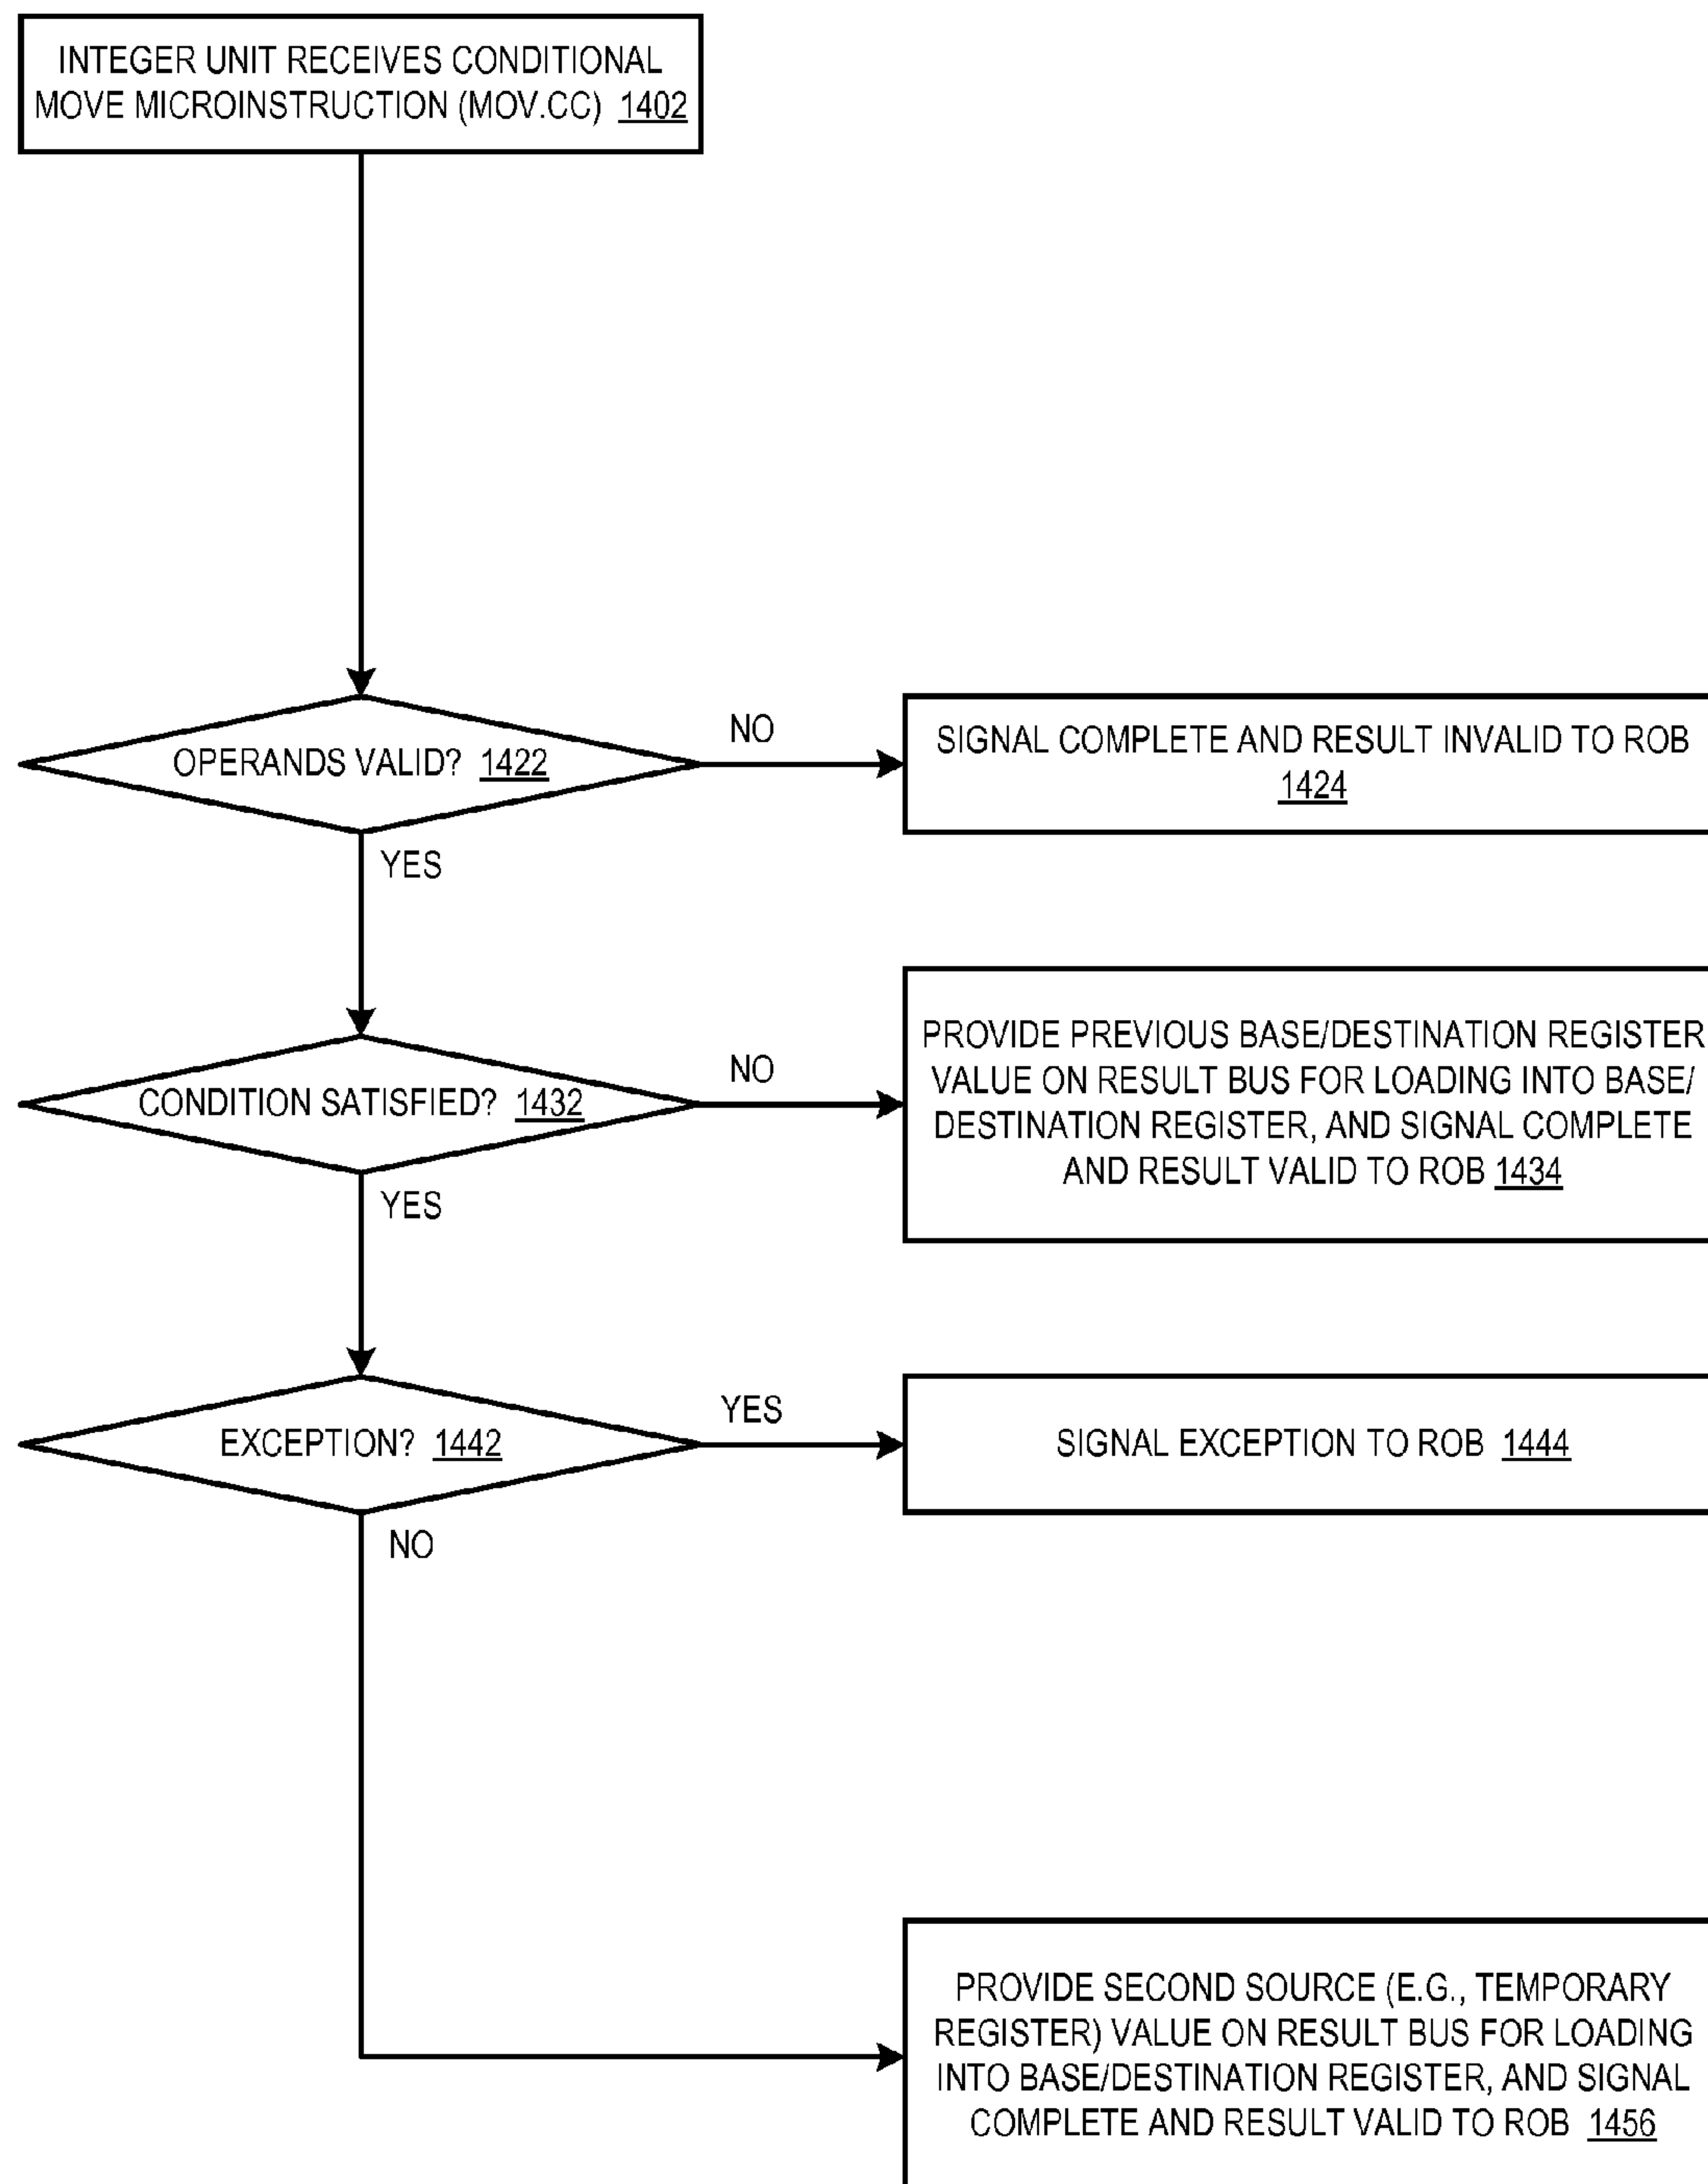 INTEGER UNIT RECEIVES CONDITIONAL
MOVE MICROINSTRUCTION (MOV.CC) 1402
OPERANDS VALID? 1422
NO
SIGNAL COMPLETE AND RESULT INVALID TO ROB
1424
YES
CONDITION SATISFIED? 1432
NO
PROVIDE PREVIOUS BASE/DESTINATION REGISTER
VALUE ON RESULT BUS FOR LOADING INTO BASE/
DESTINATION REGISTER, AND SIGNAL COMPLETE
AND RESULT VALID TO ROB 1434
YES
EXCEPTION? 1442
YES
SIGNAL EXCEPTION TO ROB 1444
NO
PROVIDE SECOND SOURCE (E.G., TEMPORARY
REGISTER) VALUE ON RESULT BUS FOR LOADING
INTO BASE/DESTINATION REGISTER, AND SIGNAL
COMPLETE AND RESULT VALID TO ROB 1456